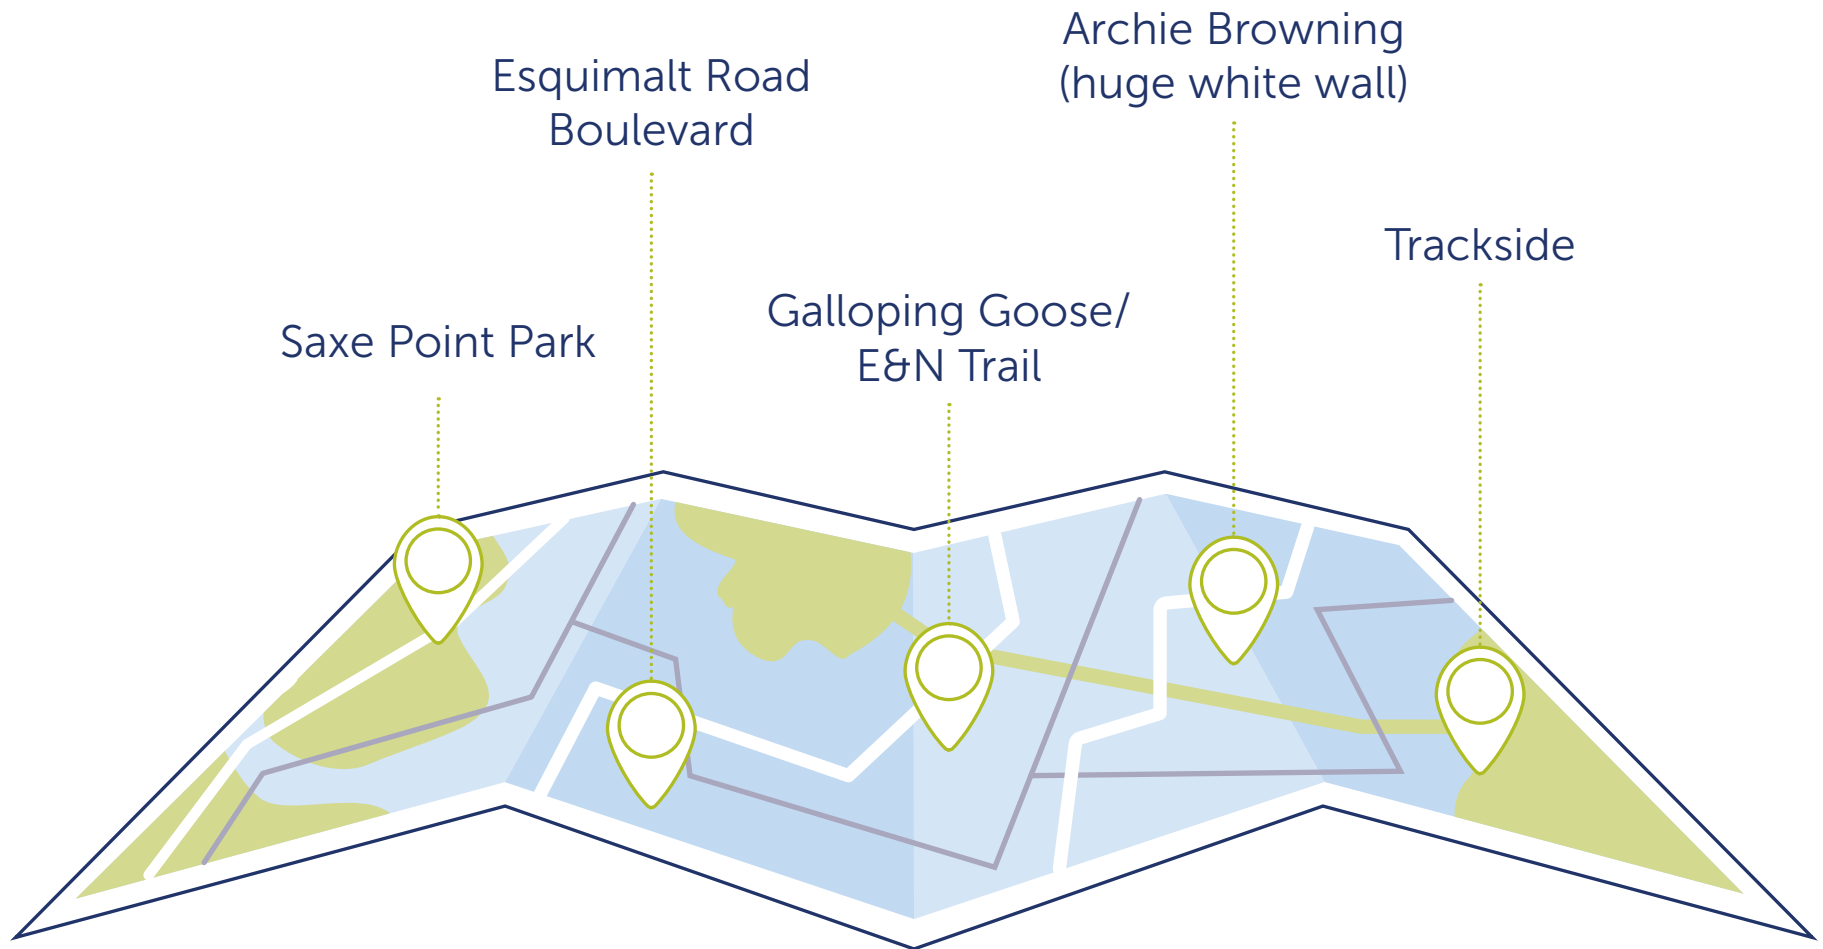 Archie Browning
(huge white wall)
Esquimalt Road
Boulevard
Trackside
Galloping Goose/
E&N Trail
Saxe Point Park